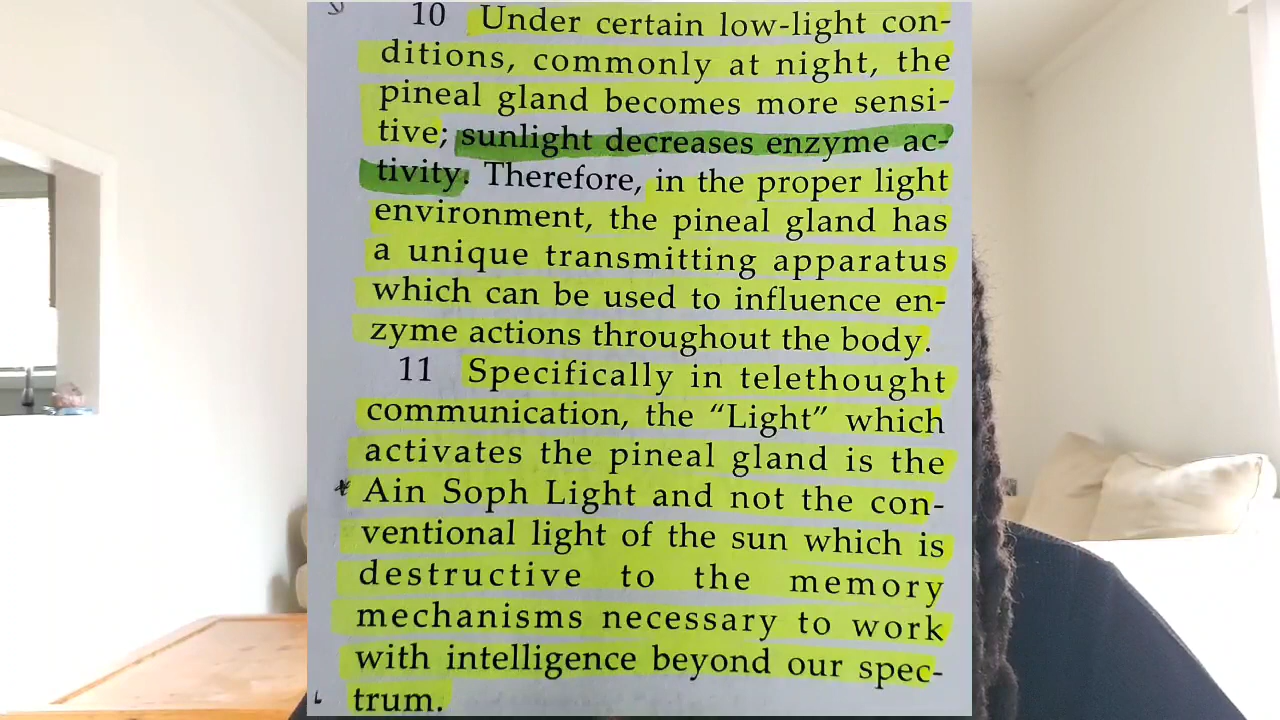 10 Under certain low-light con-
ditions, commonly at night, the
pineal gland becomes more sensi-
tive; sunlight decreases enzyme ac-
tivity. Therefore, in the proper light
environment, the pineal gland has
a unique transmitting apparatus
which can be used to influence en-
zyme actions throughout the body.
11 Specifically in telethought
communication, the “Light” which
activates the pineal gland is the
Ain Soph Light and not the con-
ventional light of the sun which is
destructive to the memory
mechanisms necessary to work
with intelligence beyond our spec-
trum.